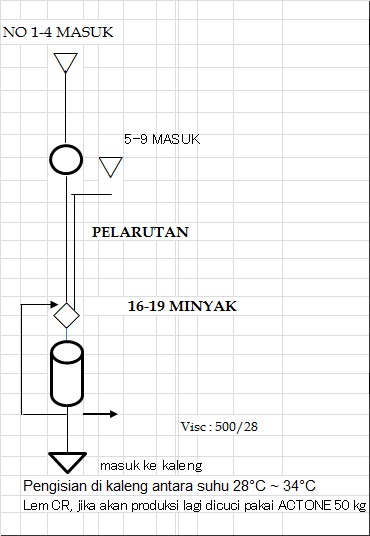 NO 1-4 MASUK
5-9 MASUK
PELARUTAN
16-19 MINYAK
Visc : 500/28
masuk ke kaleng
Pengisian di kaleng antara suhu 28°C ~ 34°C
Lem CR, jika akan produksi lagi dicuci pakai ACTONE 50 kg